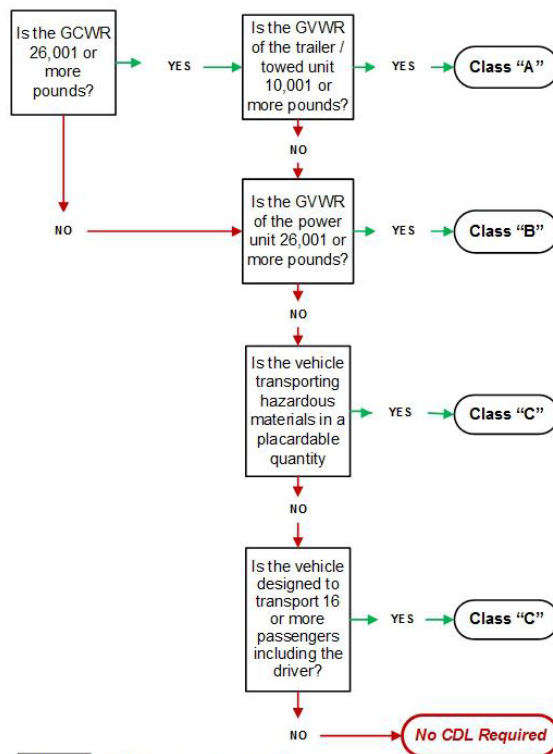 Is the GCWR
26,001 or
more
pounds?
YES
Is the GVWR
of the trailer /
towed unit
10,001 or
more pounds?
YES
Class “A”
NO
NO
Is the GVWR
of the power
unit 26,001 or
more pounds?
YES
Class “B”
NO
Is the vehicle
transporting
hazardous
materials in a
placardable
quantity
YES
Class “C”
NO
Is the vehicle
designed to
transport 16
or more
passengers
including the
driver?
YES
Class “C”
NO
No CDL Required